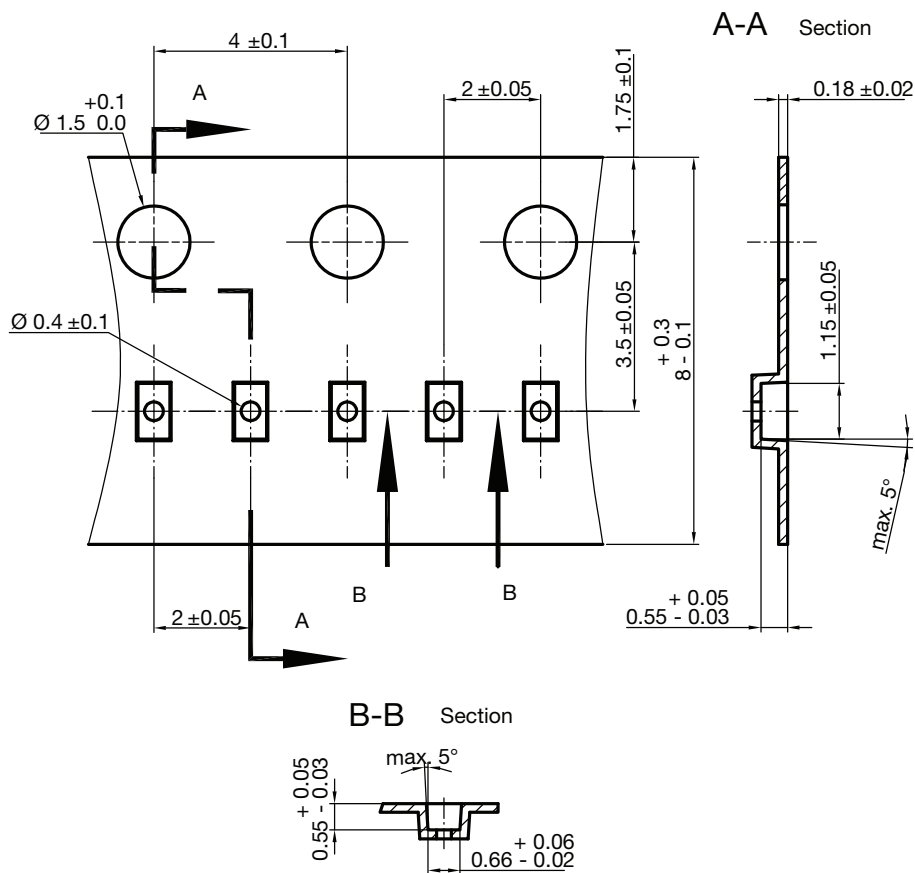 A-A Section
4 ±0.1
A
2 ±0.05
1.75 ±0.1
0.18 ±0.02
+0.1
Ø 1.5 0.0
Ø 0.4 ±0.1
3.5 ±0.05
+ 0.3
8 - 0.1
1.15 ±0.05
max. 5°
B
B
2 ±0.05
A
+ 0.05
0.55 - 0.03
B-B Section
max. 5°
+ 0.05
0.55 - 0.03
+ 0.06
0.66 - 0.02